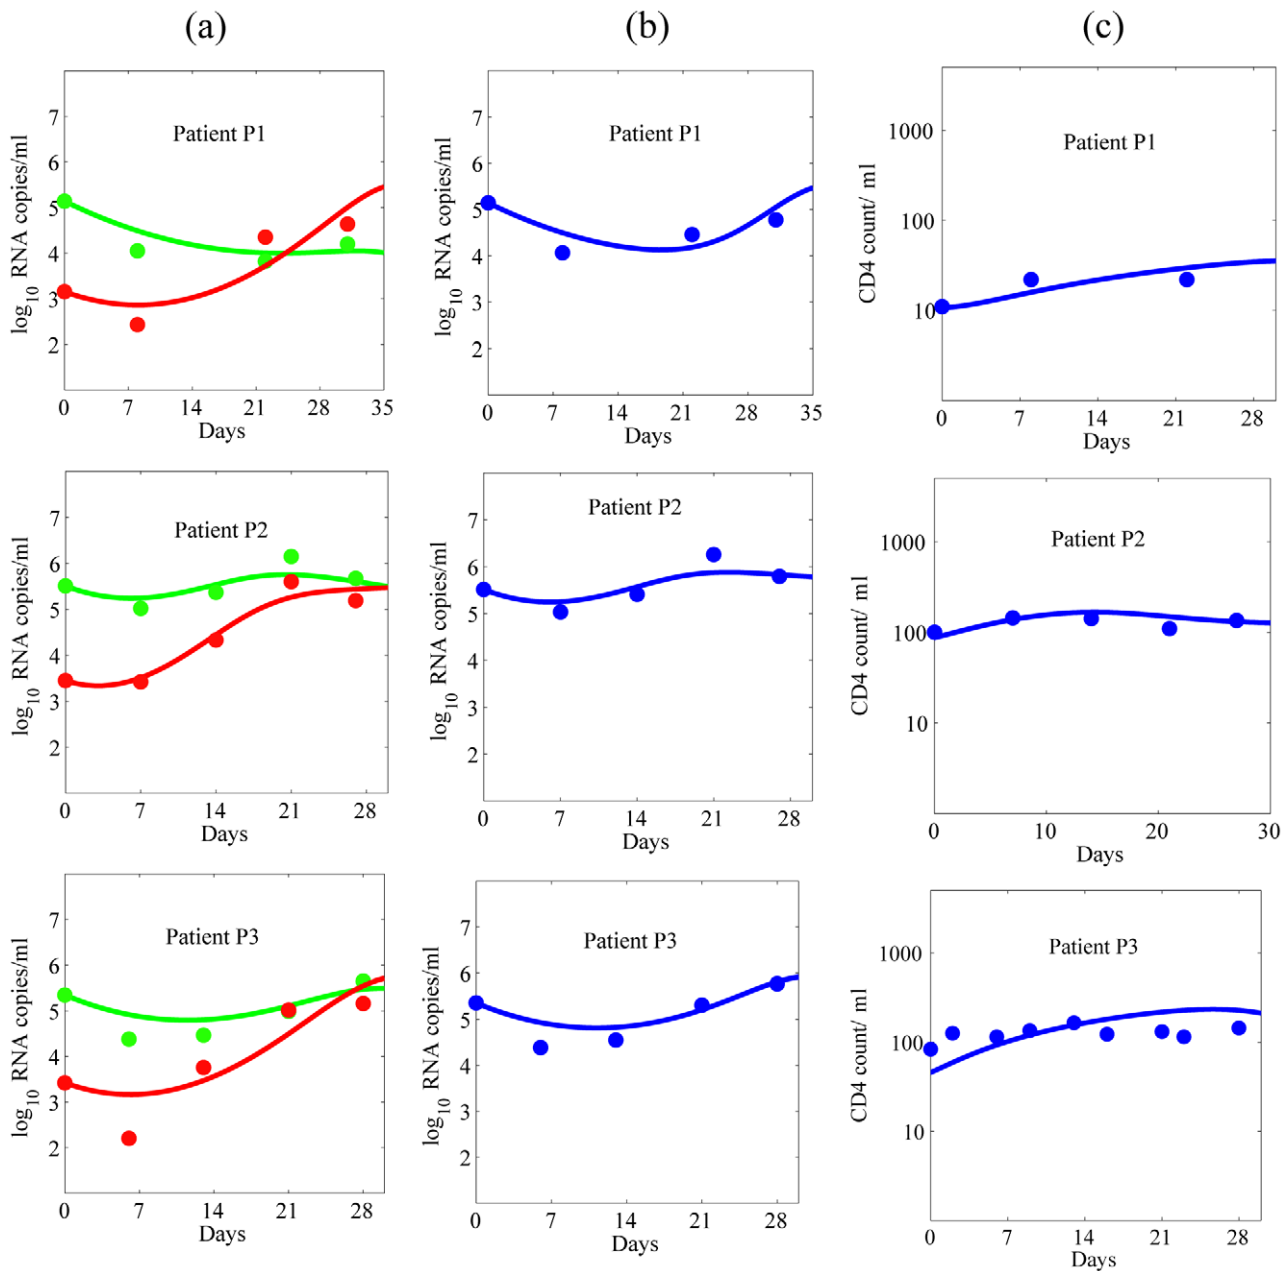 (a)
(b)
(c)
log10 RNA copies/ml
7
6
5
4
3
2
Patient P1
0 7 14 21 28 35
Days
log10 RNA copies/ml
7
6
5
4
3
2
Patient P1
0 7 14 21 28 35
Days
CD4 count/ ml
1000
100
10
Patient P1
0 7 14 21 28
Days
log10 RNA copies/ml
7
6
5
4
3
2
Patient P2
0 7 14 21 28
Days
log10 RNA copies/ml
7
6
5
4
3
2
Patient P2
0 7 14 21 28
Days
CD4 count/ ml
1000
100
10
Patient P2
0 10 20 30
Days
log10 RNA copies/ml
7
6
5
4
3
2
Patient P3
0 7 14 21 28
Days
log10 RNA copies/ml
7
6
5
4
3
2
Patient P3
0 7 14 21 28
Days
CD4 count/ ml
1000
100
10
Patient P3
0 7 14 21 28
Days